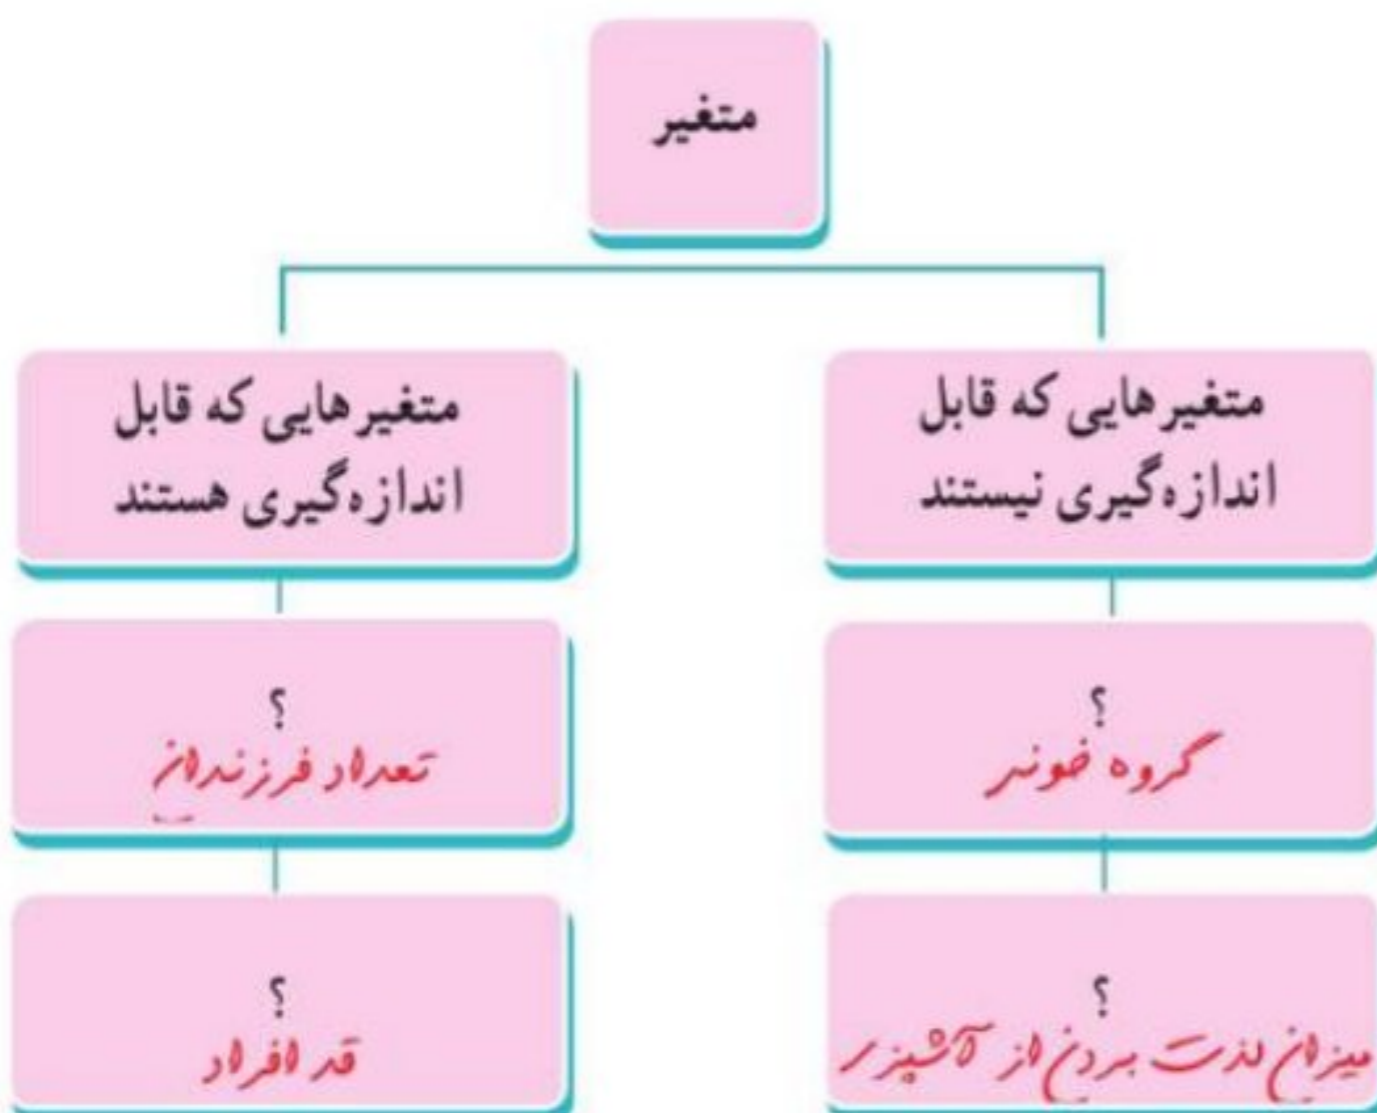 متغیر
متغیرهایی که قابل
اندازه‌گیری نیستند
متغیرهایی که قابل
اندازه‌گیری هستند
؟
گروه خونی
؟
تعداد فرزندان
؟
میزان لذت بردن از آشپزی
؟
قد افراد